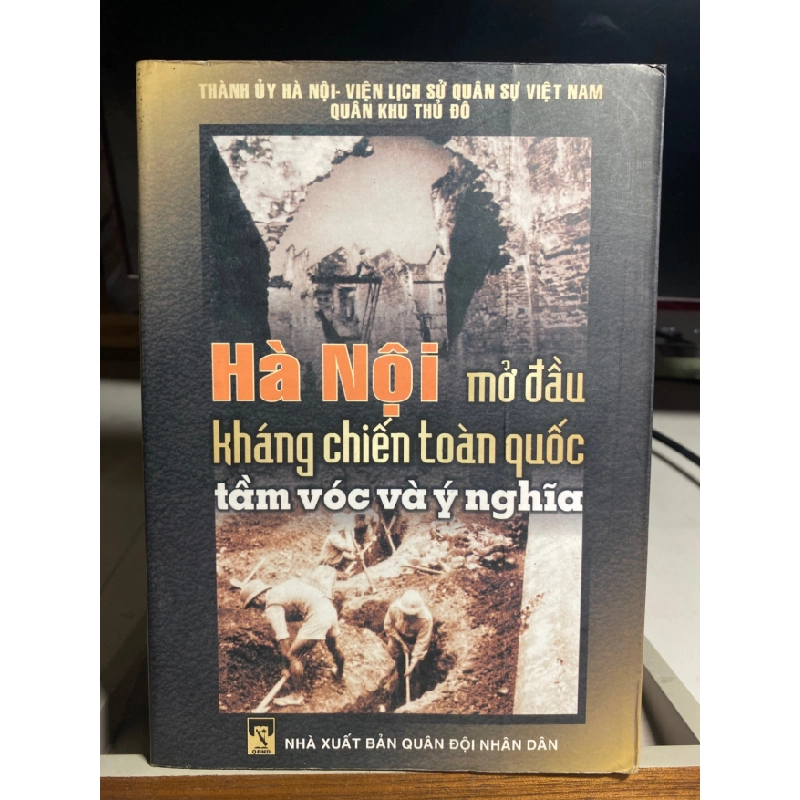 THÀNH ỦY HÀ NỘI- VIỆN LỊCH SỬ QUÂN SỰ VIỆT NAM
QUÂN KHU THỦ ĐÔ
Hà Nội mở đầu
kháng chiến toàn quốc
tầm vóc và ý nghĩa
QĐND
NHÀ XUẤT BẢN QUÂN ĐỘI NHÂN DÂN